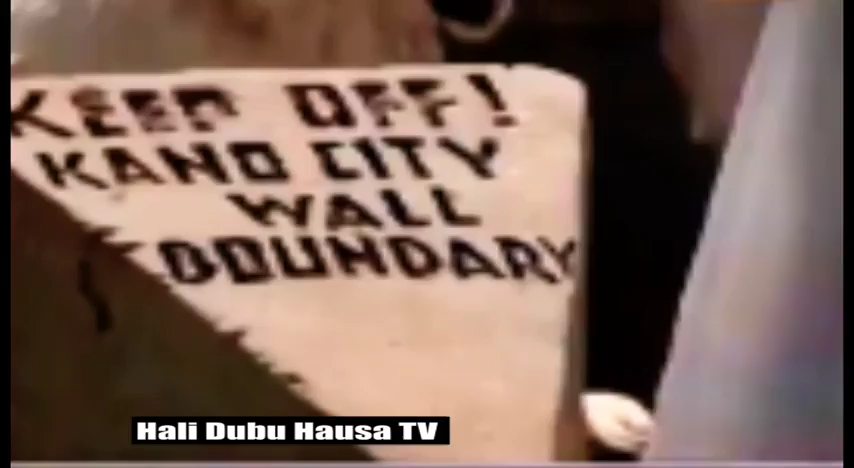 KEEP OFF!
KANO CITY
WALL
BOUNDARY
Hali Dubu Hausa TV